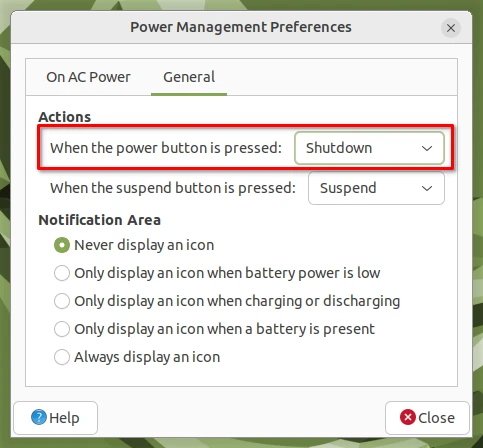 Power Management Preferences
On AC Power General
Actions
When the power button is pressed: Shutdown
When the suspend button is pressed: Suspend
Notification Area
Never display an icon
Only display an icon when battery power is low
Only display an icon when charging or discharging
Only display an icon when a battery is present
Always display an icon
Help Close